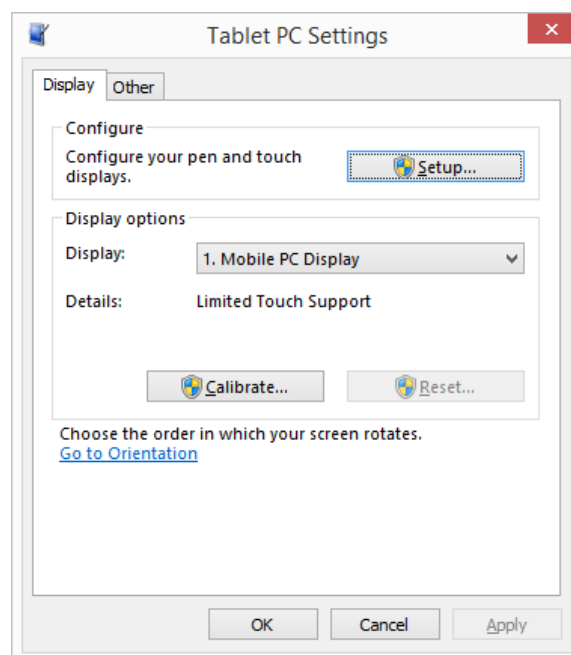 Tablet PC Settings
Display
Other
Configure
Configure your pen and touch
displays.
Setup...
Display options
Display:
1. Mobile PC Display
Details:
Limited Touch Support
Calibrate...
Reset...
Choose the order in which your screen rotates.
Go to Orientation
OK
Cancel
Apply